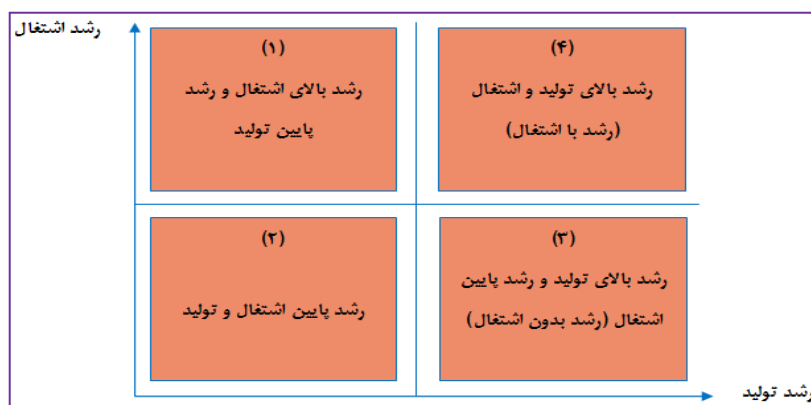 رشد اشتغال
(۱)
رشد بالای اشتغال و رشد
پایین تولید
(۴)
رشد بالای تولید و اشتغال
(رشد با اشتغال)
(۲)
رشد پایین اشتغال و تولید
(۳)
رشد بالای تولید و رشد پایین
اشتغال (رشد بدون اشتغال)
رشد تولید